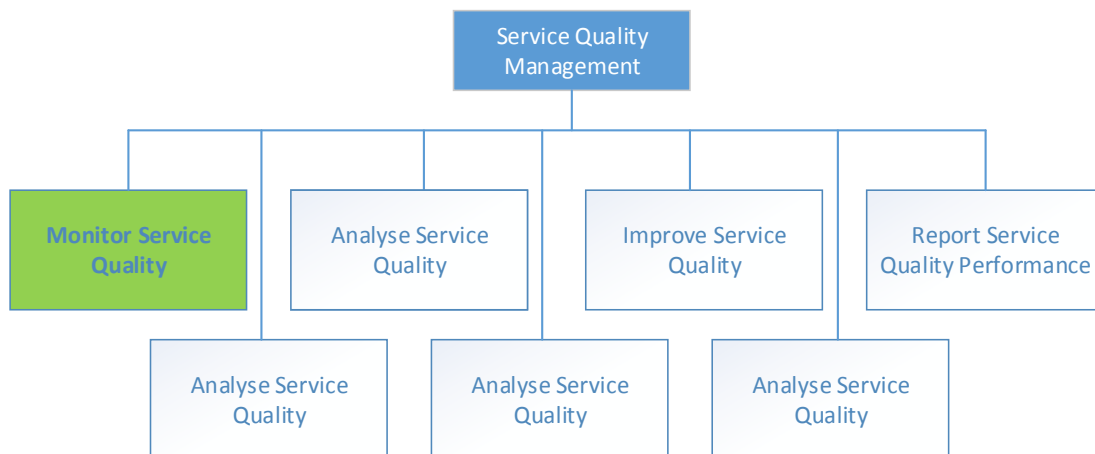 Service Quality
Management
Monitor Service
Quality
Analyse Service
Quality
Improve Service
Quality
Report Service
Quality Performance
Analyse Service
Quality
Analyse Service
Quality
Analyse Service
Quality